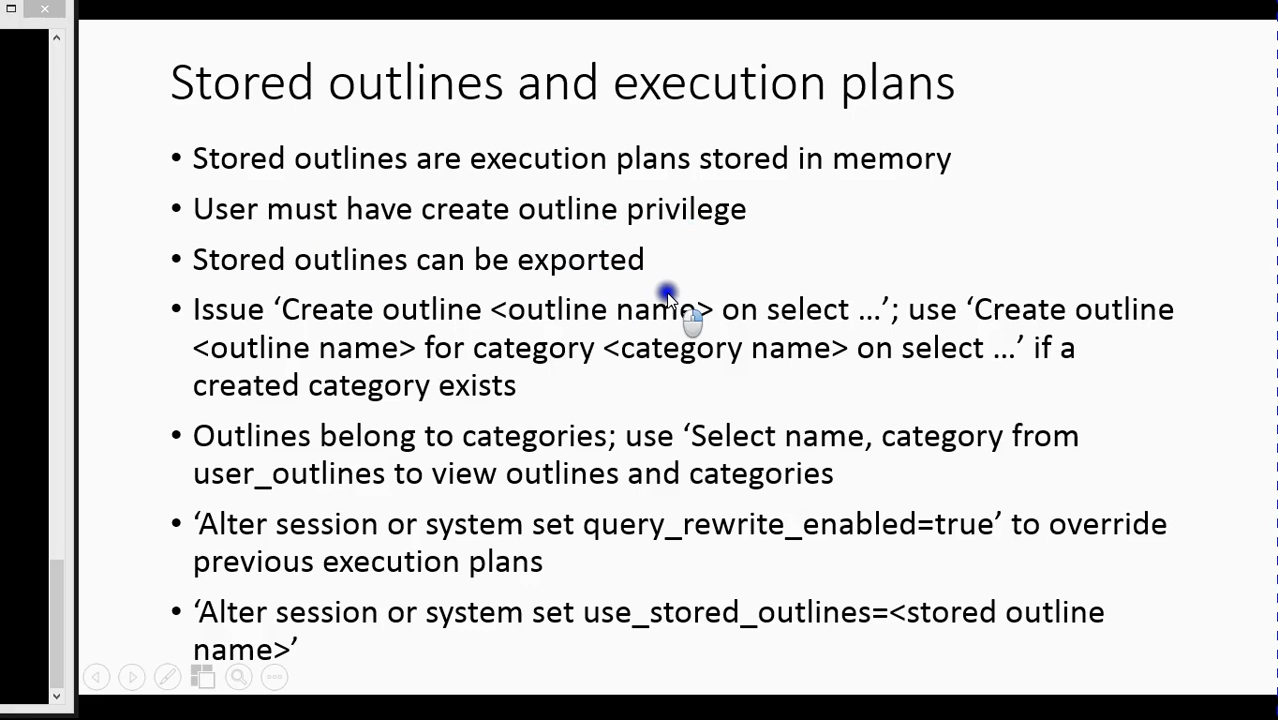 Stored outlines and execution plans
• Stored outlines are execution plans stored in memory
• User must have create outline privilege
• Stored outlines can be exported
• Issue ‘Create outline <outline name> on select …’; use ‘Create outline
<outline name> for category <category name> on select …’ if a
created category exists
• Outlines belong to categories; use ‘Select name, category from
user_outlines to view outlines and categories
• ‘Alter session or system set query_rewrite_enabled=true’ to override
previous execution plans
• ‘Alter session or system set use_stored_outlines=<stored outline
name>’